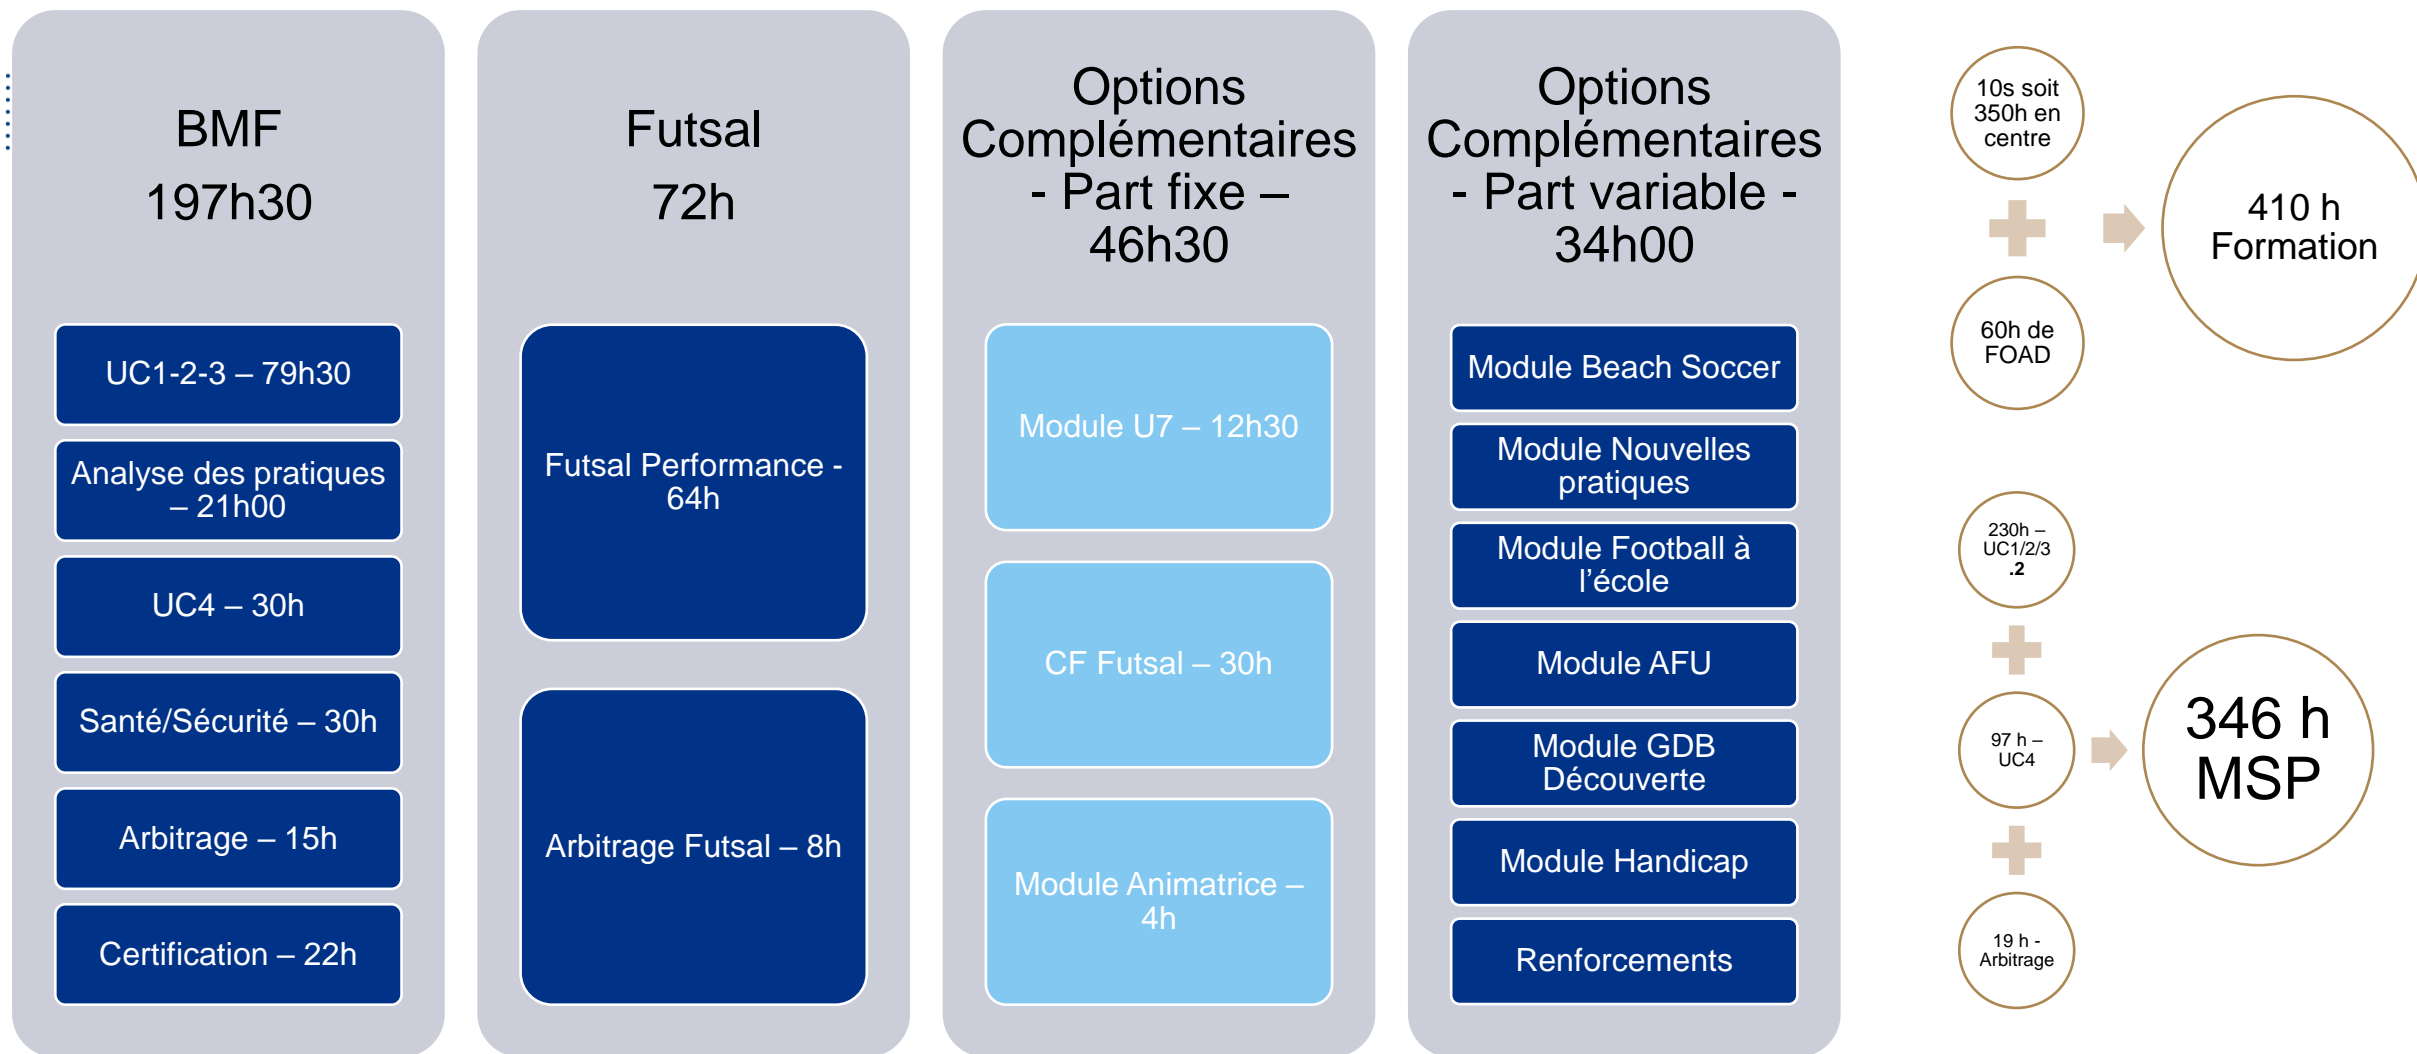 BMF
197h30
UC1-2-3 – 79h30
Analyse des pratiques
– 21h00
UC4 – 30h
Santé/Sécurité – 30h
Arbitrage – 15h
Certification – 22h
Futsal
72h
Futsal Performance -
64h
Arbitrage Futsal – 8h
Options
Complémentaires
- Part fixe –
46h30
Module U7 – 12h30
CF Futsal – 30h
Module Animatrice –
4h
Options
Complémentaires
- Part variable -
34h00
Module Beach Soccer
Module Nouvelles
pratiques
Module Football à
l’école
Module AFU
Module GDB
Découverte
Module Handicap
Renforcements
10s soit
350h en
centre
60h de
FOAD
410 h
Formation
230h –
UC1/2/3
.2
97 h –
UC4
19 h -
Arbitrage
346 h
MSP